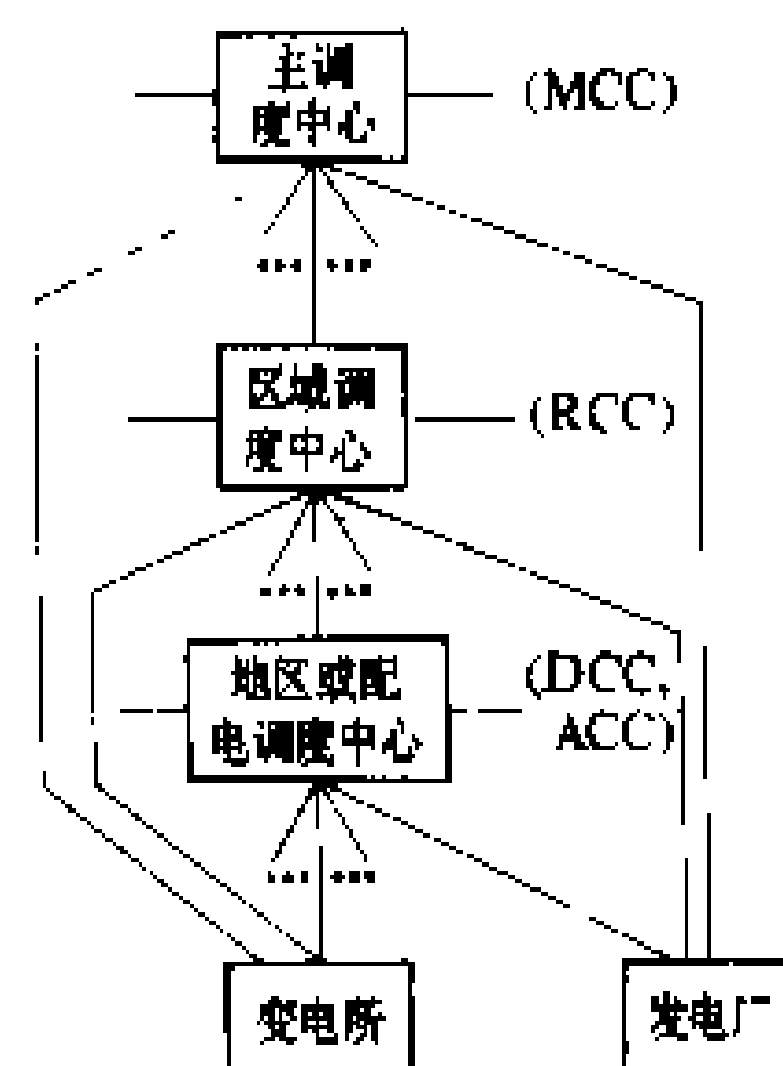 主调
度中心
(MCC)
区域调
度中心
(RCC)
地区或配
电调度中心
(DCC,
ACC)
变电所
发电厂